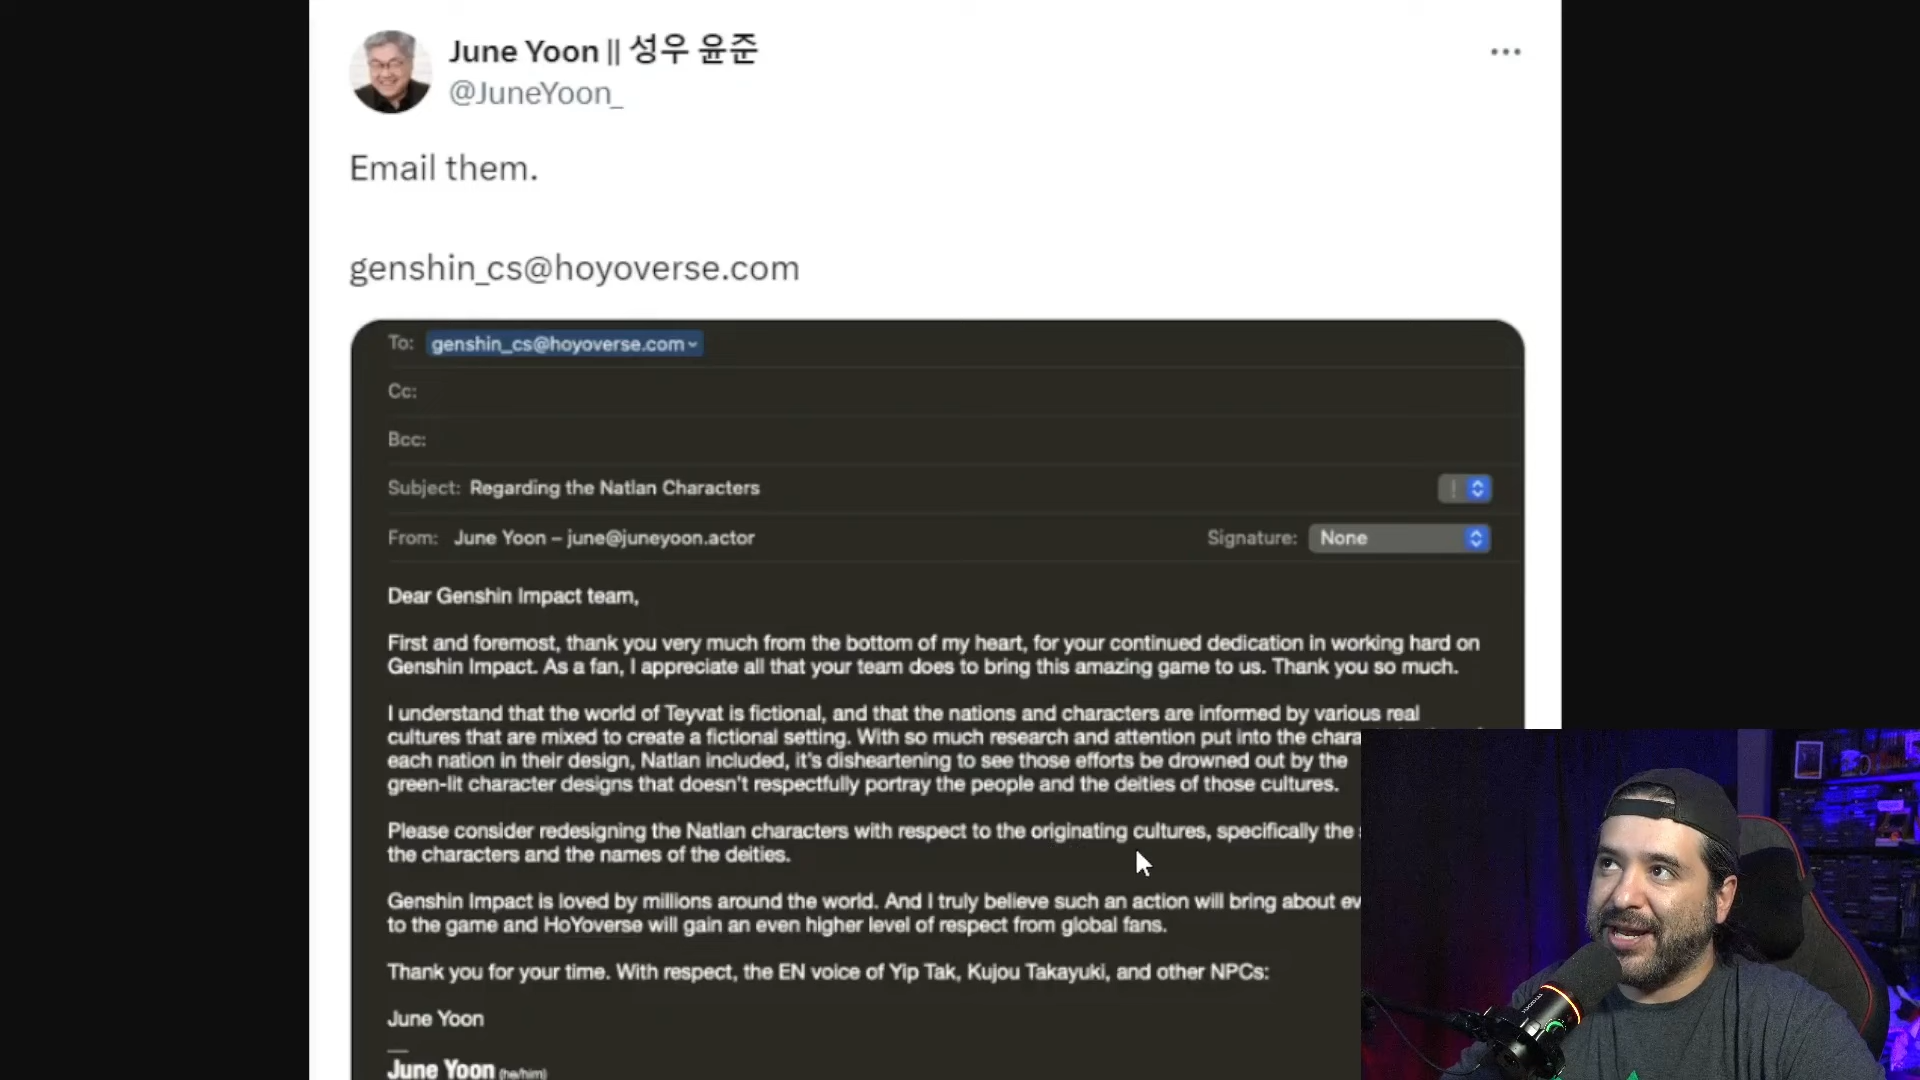 June Yoon || 성우 윤준
@JuneYoon_
Email them.
genshin_cs@hoyoverse.com
To: genshin_cs@hoyoverse.com
Cc:
Bcc:
Subject: Regarding the Natlan Characters
From: June Yoon – june@juneyoon.actor Signature: None
Dear Genshin Impact team,
First and foremost, thank you very much from the bottom of my heart, for your continued dedication in working hard on
Genshin Impact. As a fan, I appreciate all that your team does to bring this amazing game to us. Thank you so much.
I understand that the world of Teyvat is fictional, and that the nations and characters are informed by various real
cultures that are mixed to create a fictional setting. With so much research and attention put into the
each nation in their design, Natlan included, it's disheartening to see those efforts be drowned out by the
green-lit character designs that doesn't respectfully portray the people and the deities of those cultures.
Please consider redesigning the Natlan characters with respect to the originating cultures, specifically the
the characters and the names of the deities.
Genshin Impact is loved by millions around the world. And I truly believe such an action will bring about
to the game and HoYoverse will gain an even higher level of respect from global fans.
Thank you for your time. With respect, the EN voice of Yip Tak, Kujou Takayuki, and other NPCs:
June Yoon
June Yoon (he/him)